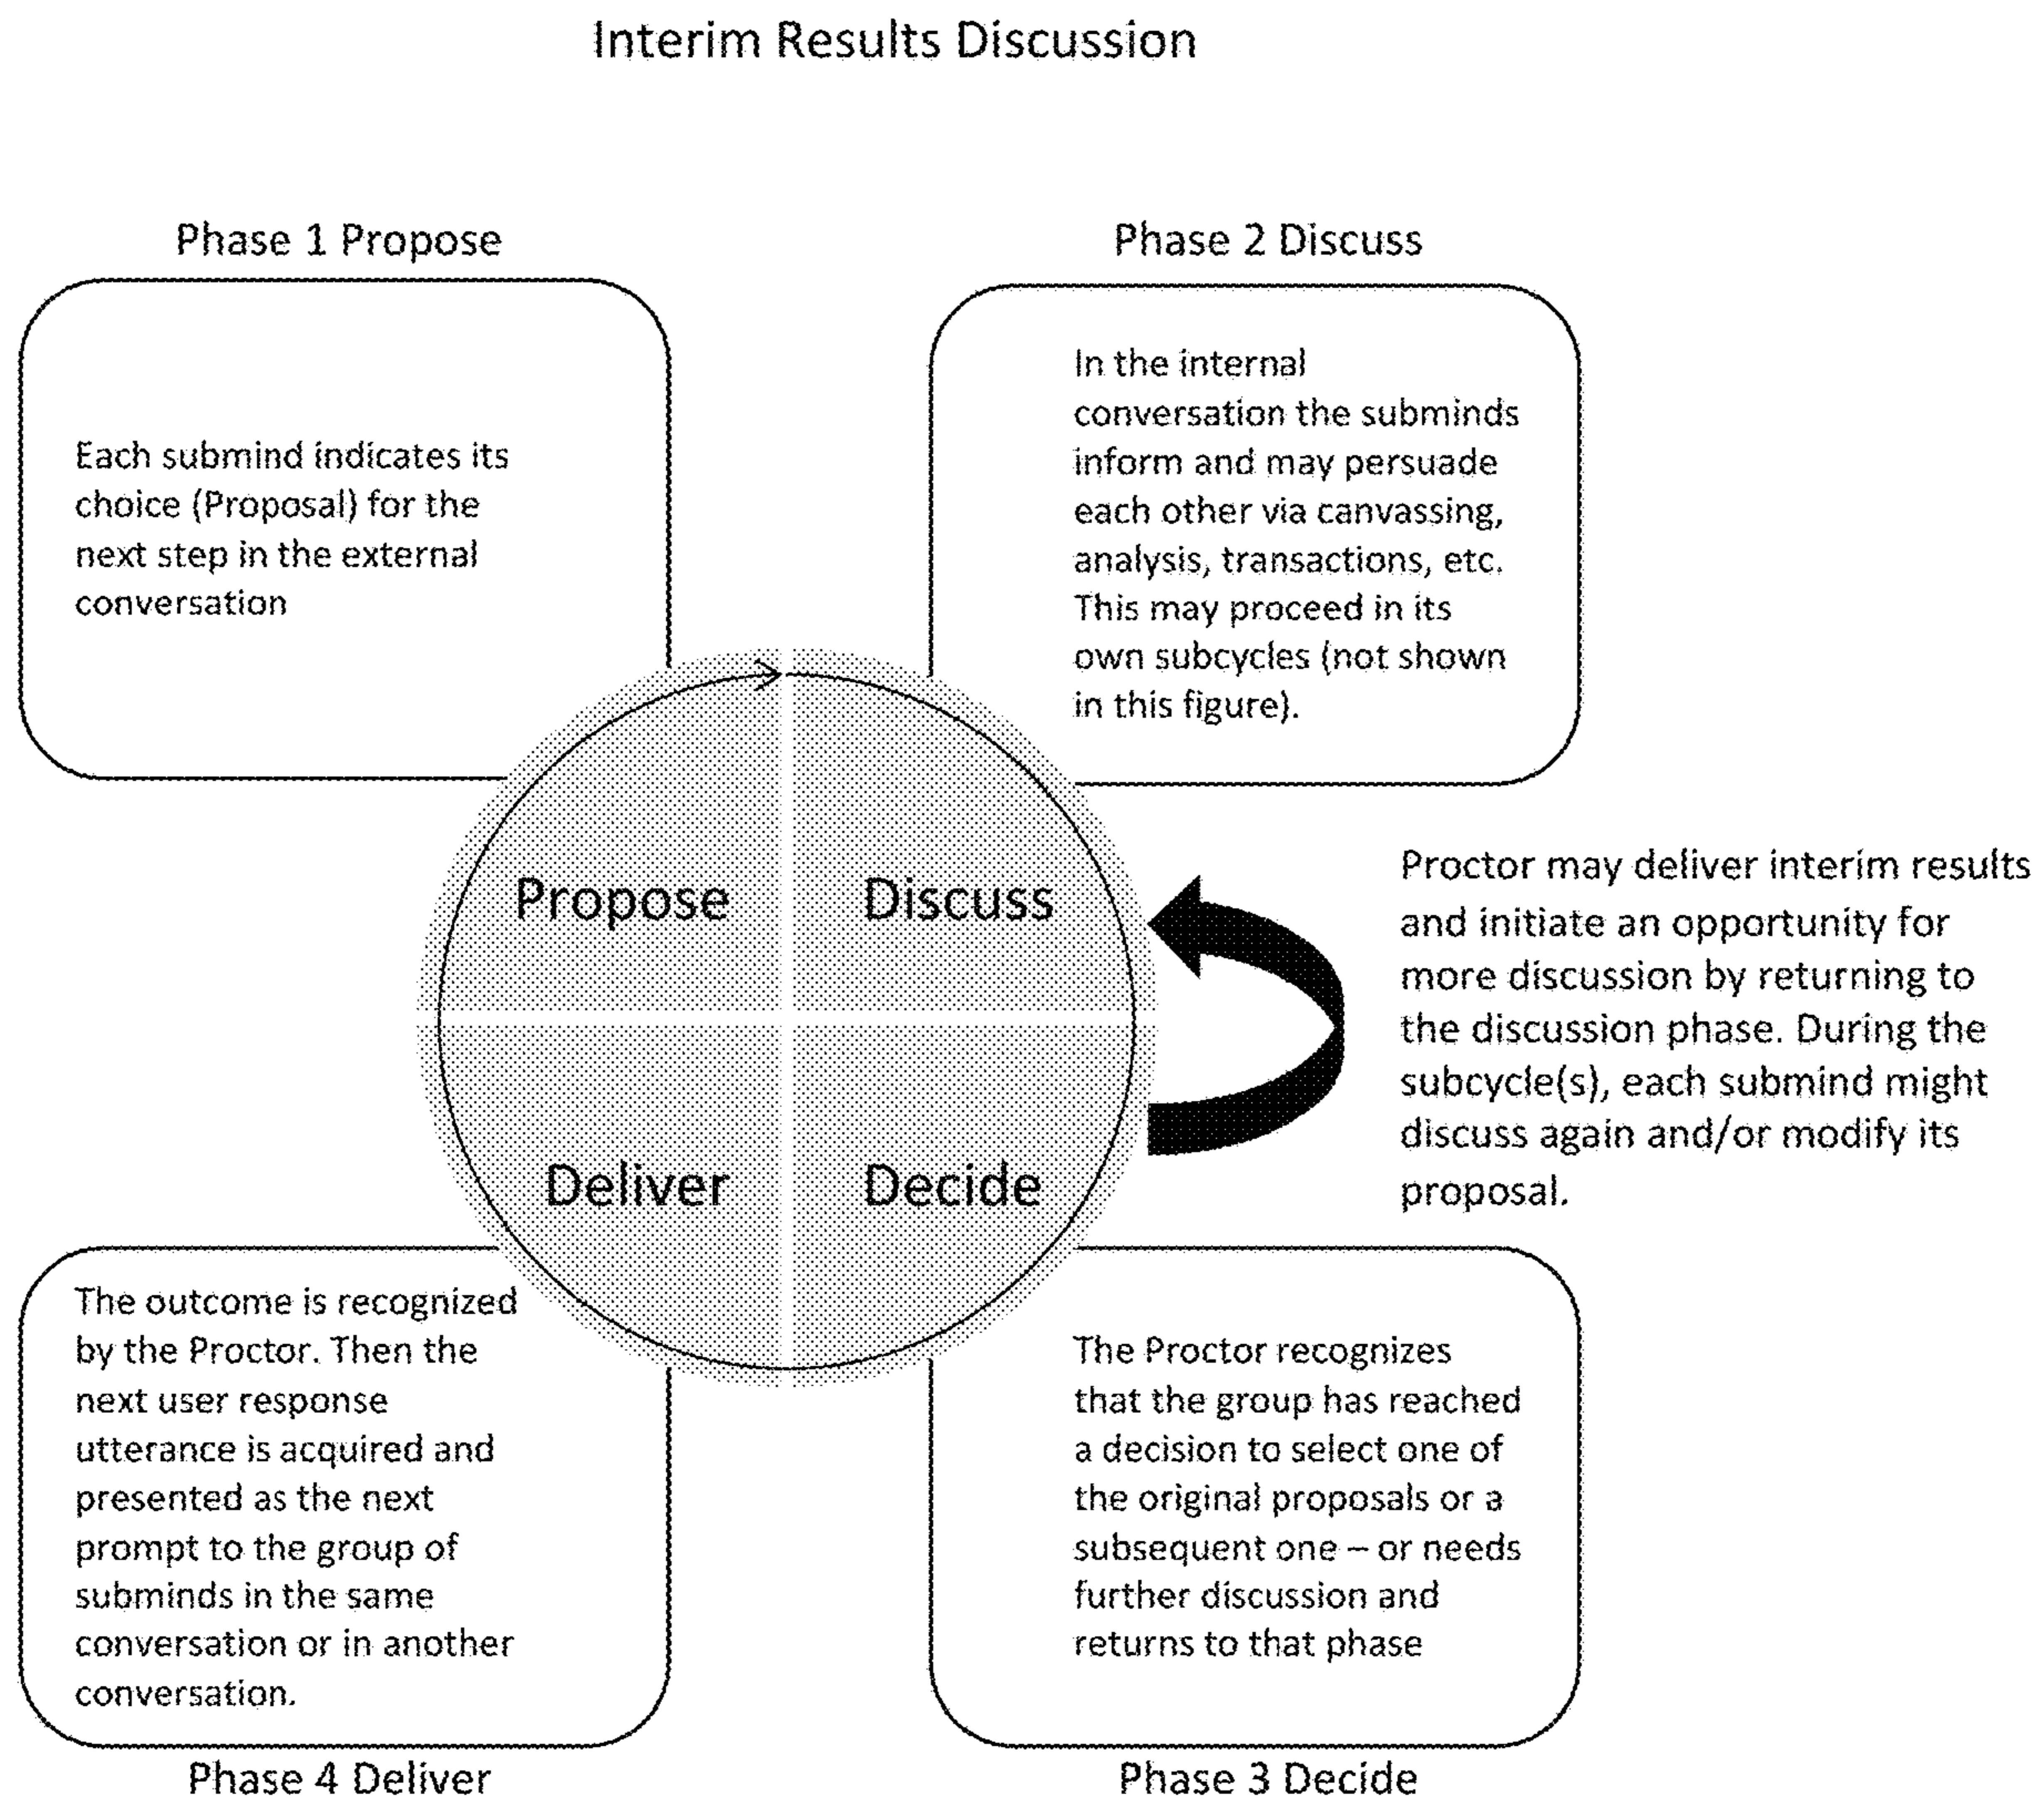 Interim Results Discussion
Phase 1 Propose
Each submind indicates its
choice (Proposal) for the
next step in the external
conversation
Phase 2 Discuss
In the internal
conversation the subminds
inform and may persuade
each other via canvassing,
analysis, transactions, etc.
This may proceed in its
own subcycles (not shown
in this figure).
Propose
Discuss
Deliver
Decide
Proctor may deliver interim results
and initiate an opportunity for
more discussion by returning to
the discussion phase. During the
subcycle(s), each submind might
discuss again and/or modify its
proposal.
The outcome is recognized
by the Proctor. Then the
next user response
utterance is acquired and
presented as the next
prompt to the group of
subminds in the same
conversation or in another
conversation.
Phase 4 Deliver
The Proctor recognizes
that the group has reached
a decision to select one of
the original proposals or a
subsequent one – or needs
further discussion and
returns to that phase
Phase 3 Decide